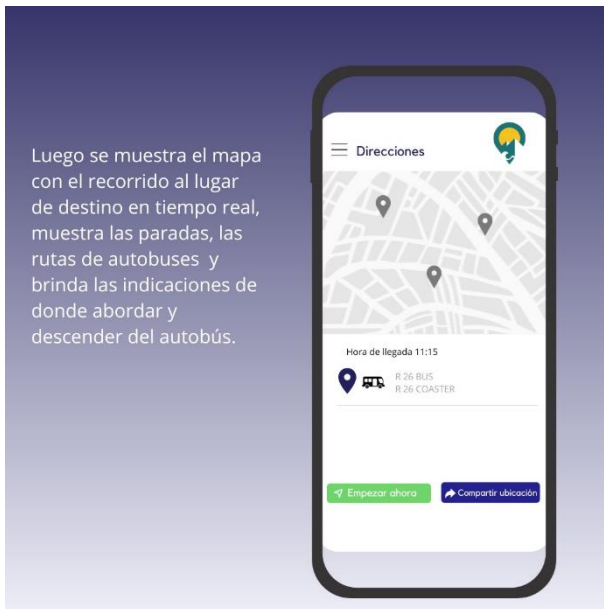 Luego se muestra el mapa
con el recorrido al lugar
de destino en tiempo real,
muestra las paradas, las
rutas de autobuses y
brinda las indicaciones de
donde abordar y
descender del autobús.
Direcciones
Hora de llegada 11:15
R 26 BUS
R 26 COASTER
Empezar ahora
Compartir ubicación